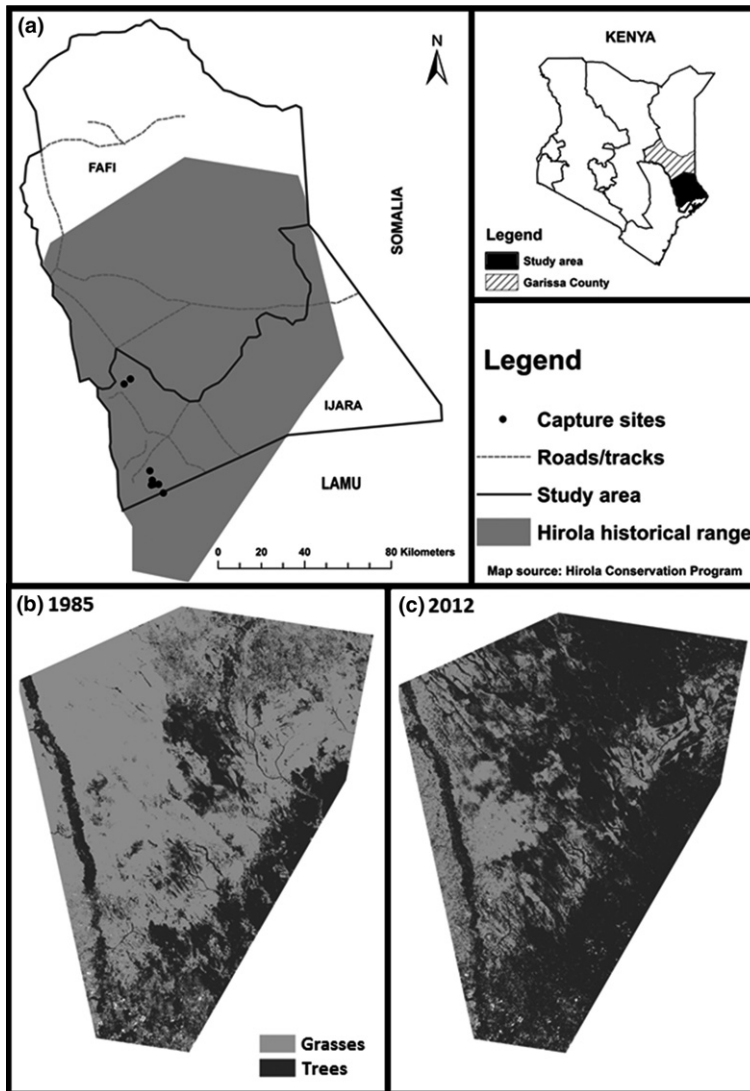 (a)
N
FAFI
SOMALIA
IJARA
LAMU
0 20 40 80 Kilometers
KENYA
Legend
Study area
Garissa County
Legend
Capture sites
Roads/tracks
Study area
Hirola historical range
Map source: Hirola Conservation Program
(b) 1985
Grasses
Trees
(c) 2012